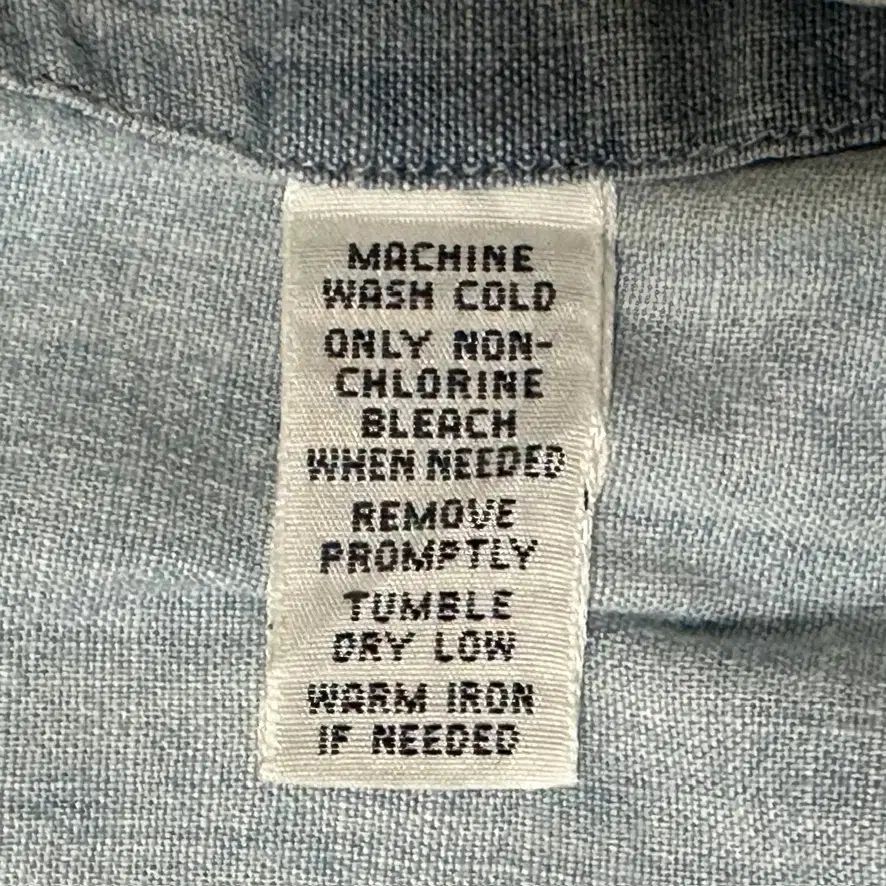 MACHINE
WASH COLD
ONLY NON-
CHLORINE
BLEACH
WHEN NEEDED
REMOVE
PROMPTLY
TUMBLE
DRY LOW
WARM IRON
IF NEEDED